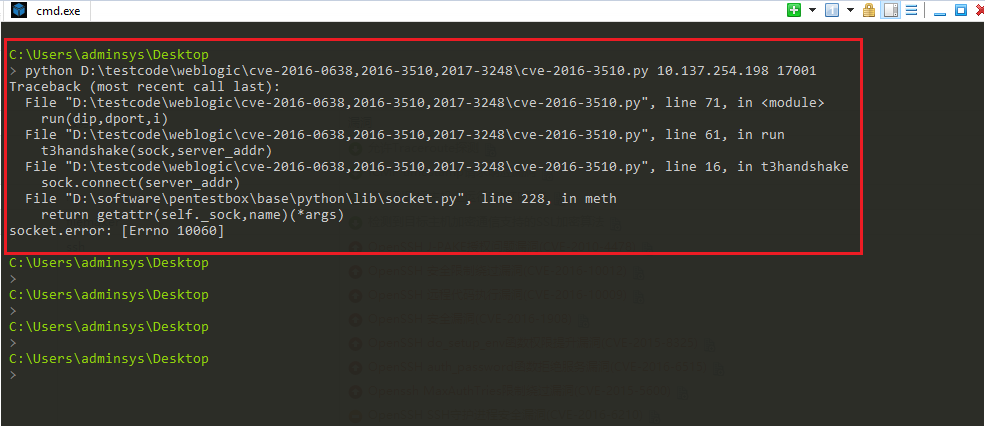 cmd.exe
C:\Users\adminsys\Desktop
> python D:\testcode\weblogic\cve-2016-0638,2016-3510,2017-3248\cve-2016-3510.py 10.137.254.198 17001
Traceback (most recent call last):
File "D:\testcode\weblogic\cve-2016-0638,2016-3510,2017-3248\cve-2016-3510.py", line 71, in <module>
run(dip,dport,i)
File "D:\testcode\weblogic\cve-2016-0638,2016-3510,2017-3248\cve-2016-3510.py", line 61, in run
t3handshake(sock,server_addr)
File "D:\testcode\weblogic\cve-2016-0638,2016-3510,2017-3248\cve-2016-3510.py", line 16, in t3handshake
sock.connect(server_addr)
File "D:\software\pentestbox\base\python\lib\socket.py", line 228, in meth
return getattr(self._sock,name)(*args)
socket.error: [Errno 10060]
C:\Users\adminsys\Desktop
>
C:\Users\adminsys\Desktop
>
C:\Users\adminsys\Desktop
>
C:\Users\adminsys\Desktop
>